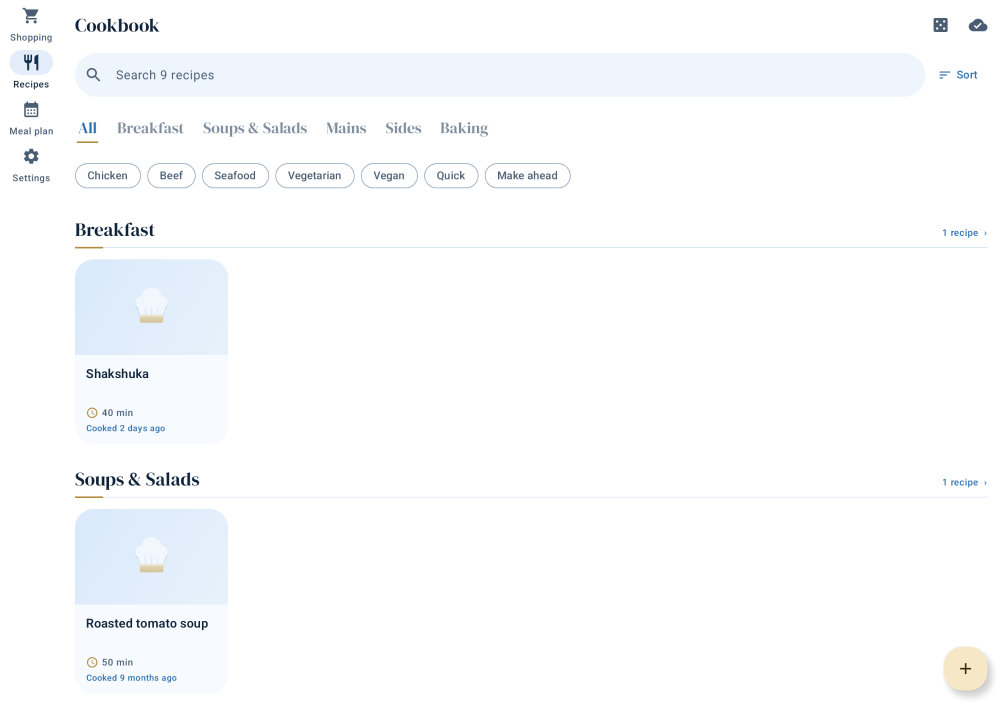 Shopping
Recipes
Meal plan
Settings
Cookbook
Search 9 recipes
Sort
All Breakfast Soups & Salads Mains Sides Baking
Chicken Beef Seafood Vegetarian Vegan Quick Make ahead
Breakfast
1 recipe ›
Shakshuka
40 min
Cooked 2 days ago
Soups & Salads
1 recipe ›
Roasted tomato soup
50 min
Cooked 9 months ago
+